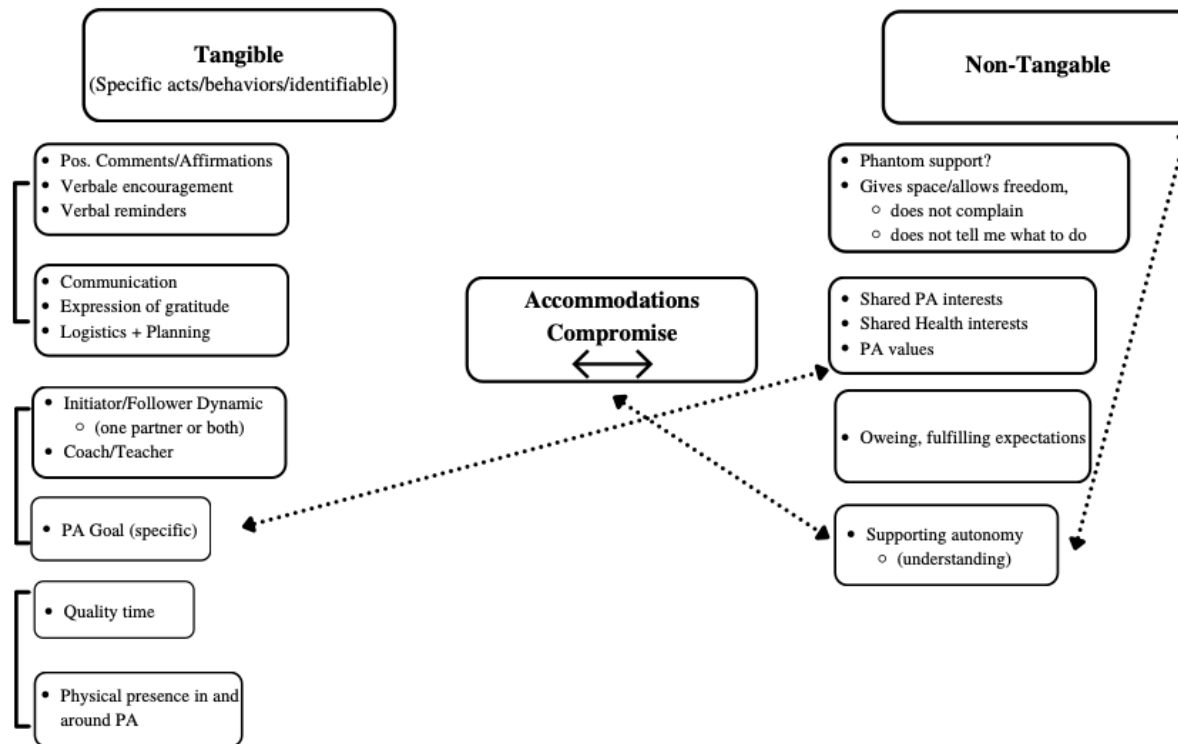 Tangible
(Specific acts/behaviors/identifiable)
• Pos. Comments/Affirmations
• Verbale encouragement
• Verbal reminders
• Communication
• Expression of gratitude
• Logistics + Planning
• Initiator/Follower Dynamic
○ (one partner or both)
• Coach/Teacher
• PA Goal (specific)
• Quality time
• Physical presence in and
around PA
Accommodations
Compromise
Non-Tangable
• Phantom support?
• Gives space/allows freedom,
○ does not complain
○ does not tell me what to do
• Shared PA interests
• Shared Health interests
• PA values
• Oweing, fulfilling expectations
• Supporting autonomy
○ (understanding)